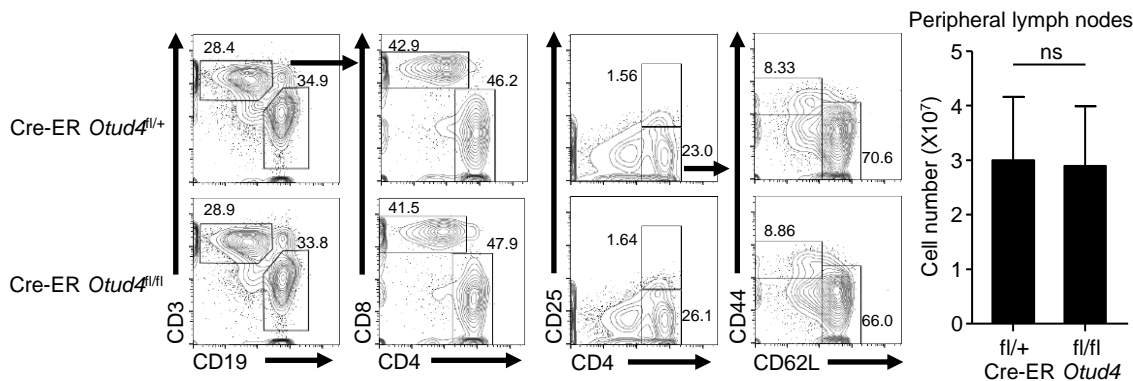 Peripheral lymph nodes
28.4
34.9
42.9
46.2
1.56
23.0
8.33
70.6
Cre-ER Otud4fl/+
28.9
33.8
41.5
47.9
1.64
26.1
8.86
66.0
Cre-ER Otud4fl/fl
CD3
CD19
CD8
CD4
CD25
CD4
CD44
CD62L
Cell number (X10⁷)
5
4
3
2
1
0
ns
fl/+ fl/fl
Cre-ER Otud4